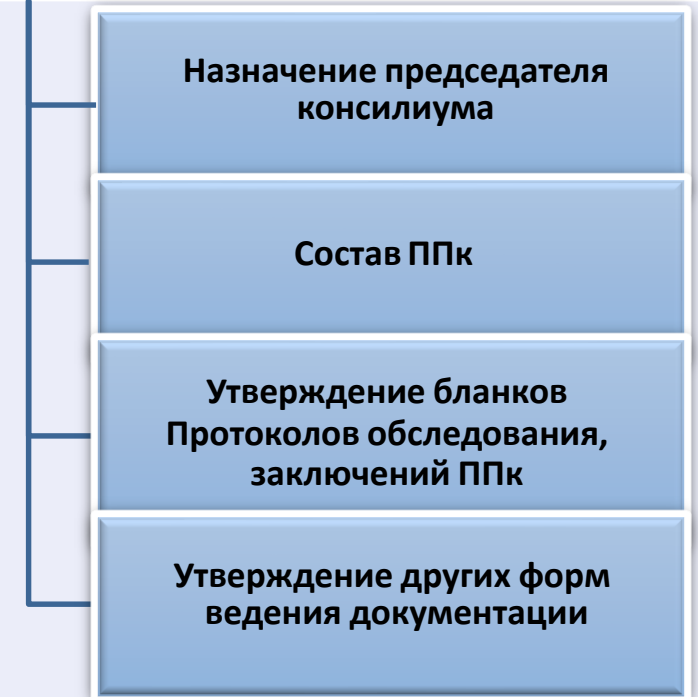 Назначение председателя
консилиума
Состав ППк
Утверждение бланков
Протоколов обследования,
заключений ППк
Утверждение других форм
ведения документации